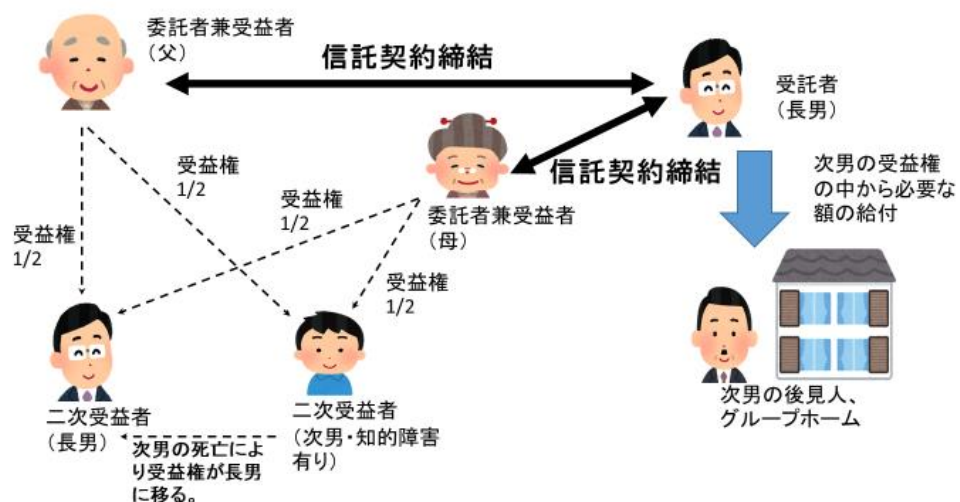 委託者兼受益者
（父）
信託契約締結
受託者
（長男）
受益権
1/2
信託契約締結
次男の受益権
の中から必要な
額の給付
受益権
1/2
委託者兼受益者
（母）
受益権
1/2
受益権
1/2
二次受益者
（長男）
二次受益者
（次男・知的障害
有り）
次男の死亡によ
り受益権が長男
に移る。
次男の後見人、
グループホーム